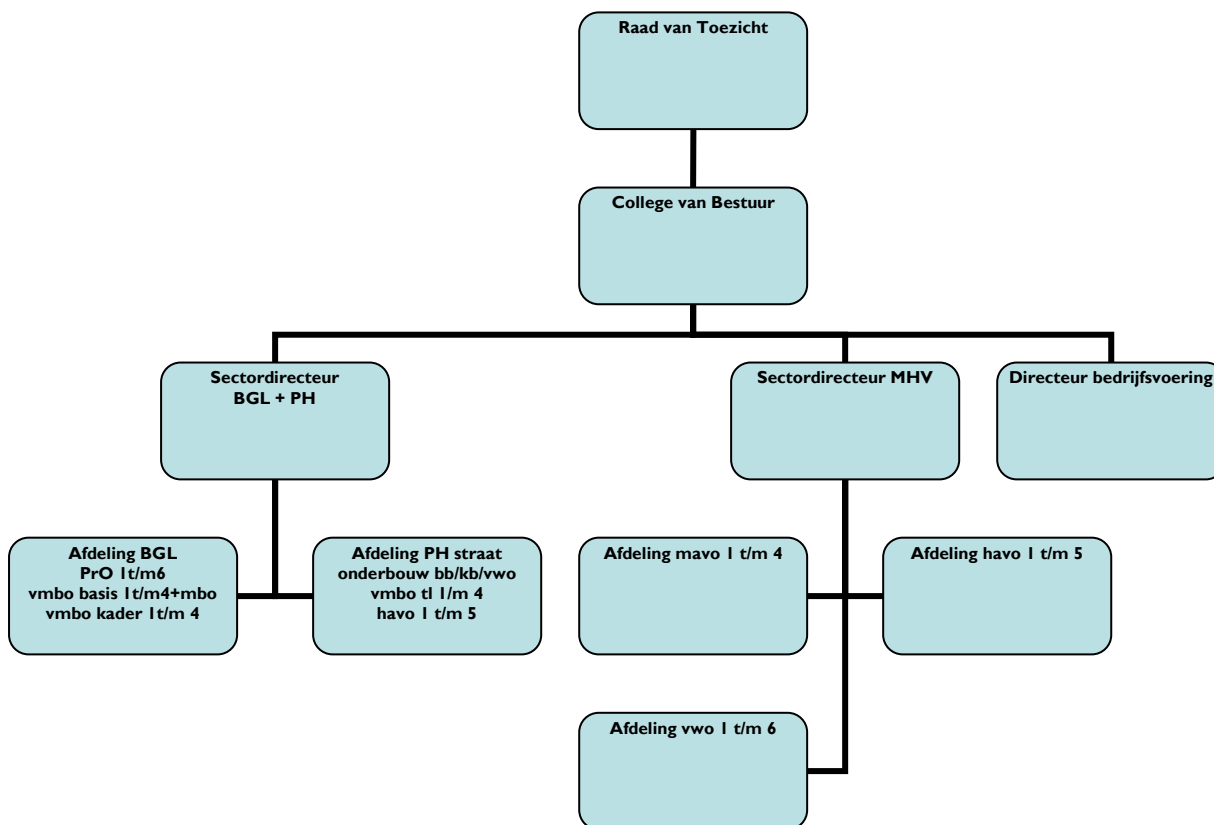 Raad van Toezicht
College van Bestuur
Sectordirecteur
BGL + PH
Sectordirecteur MHV
Directeur bedrijfsvoering
Afdeling BGL
PrO 1t/m6
vmbo basis 1t/m4+mbo
vmbo kader 1t/m 4
Afdeling PH straat
onderbouw bb/kb/vwo
vmbo tl 1/m 4
havo 1 t/m 5
Afdeling mavo 1 t/m 4
Afdeling havo 1 t/m 5
Afdeling vwo 1 t/m 6